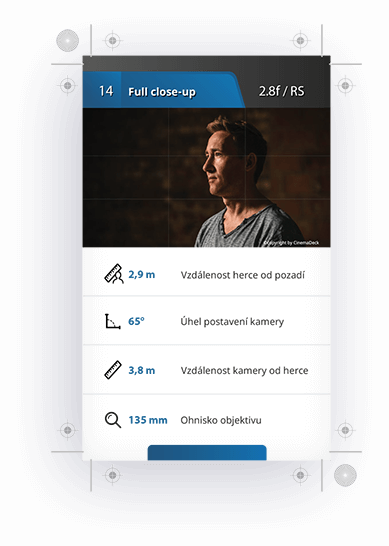 14 Full close-up 2.8f / RS
©Copyright by CinemaDeck
2,9 m Vzdálenost herce od pozadí
65° Úhel postavení kamery
3,8 m Vzdálenost kamery od herce
135 mm Ohnisko objektivu